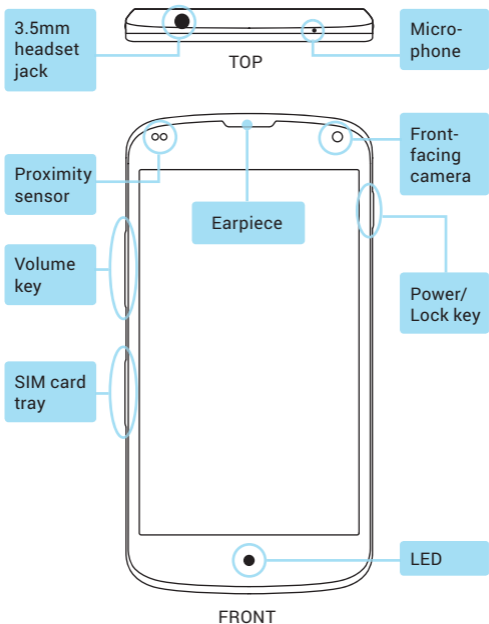 3.5mm
headset
jack
TOP
Micro-
phone
Proximity
sensor
Earpiece
Front-
facing
camera
Volume
key
Power/
Lock key
SIM card
tray
LED
FRONT